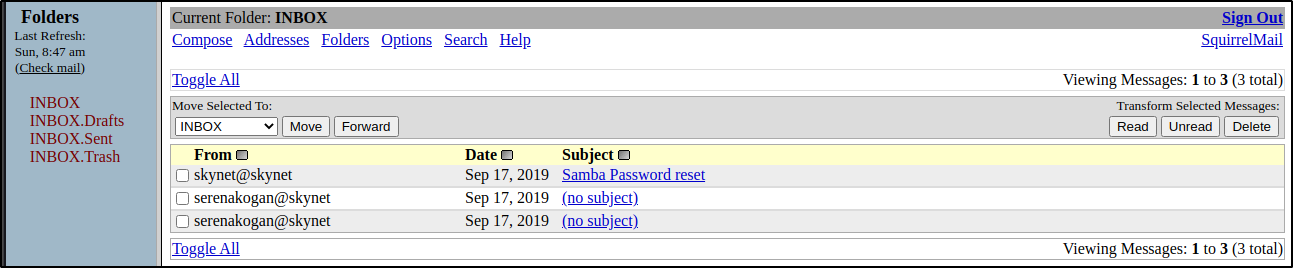 Folders
Last Refresh:
Sun, 8:47 am
(Check mail)
INBOX
INBOX.Drafts
INBOX.Sent
INBOX.Trash
Current Folder: INBOX Sign Out
Compose Addresses Folders Options Search Help SquirrelMail
Toggle All Viewing Messages: 1 to 3 (3 total)
Move Selected To: Transform Selected Messages:
INBOX Move Forward Read Unread Delete
From Date Subject
skynet@skynet Sep 17, 2019 Samba Password reset
serenakogan@skynet Sep 17, 2019 (no subject)
serenakogan@skynet Sep 17, 2019 (no subject)
Toggle All Viewing Messages: 1 to 3 (3 total)